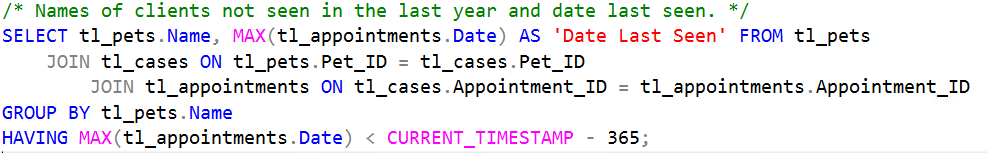 /* Names of clients not seen in the last year and date last seen. */
SELECT tl_pets.Name, MAX(tl_appointments.Date) AS 'Date Last Seen' FROM tl_pets
JOIN tl_cases ON tl_pets.Pet_ID = tl_cases.Pet_ID
JOIN tl_appointments ON tl_cases.Appointment_ID = tl_appointments.Appointment_ID
GROUP BY tl_pets.Name
HAVING MAX(tl_appointments.Date) < CURRENT_TIMESTAMP - 365;